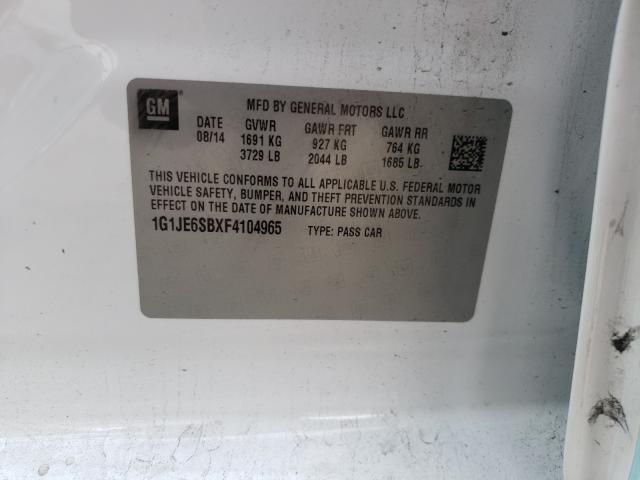 GM
MFD BY GENERAL MOTORS LLC
DATE GVWR GAWR FRT GAWR RR
08/14 1691 KG 927 KG 764 KG
3729 LB 2044 LB 1685 LB
THIS VEHICLE CONFORMS TO ALL APPLICABLE U.S. FEDERAL MOTOR
VEHICLE SAFETY, BUMPER, AND THEFT PREVENTION STANDARDS IN
EFFECT ON THE DATE OF MANUFACTURE SHOWN ABOVE.
1G1JE6SBXF4104965 TYPE: PASS CAR